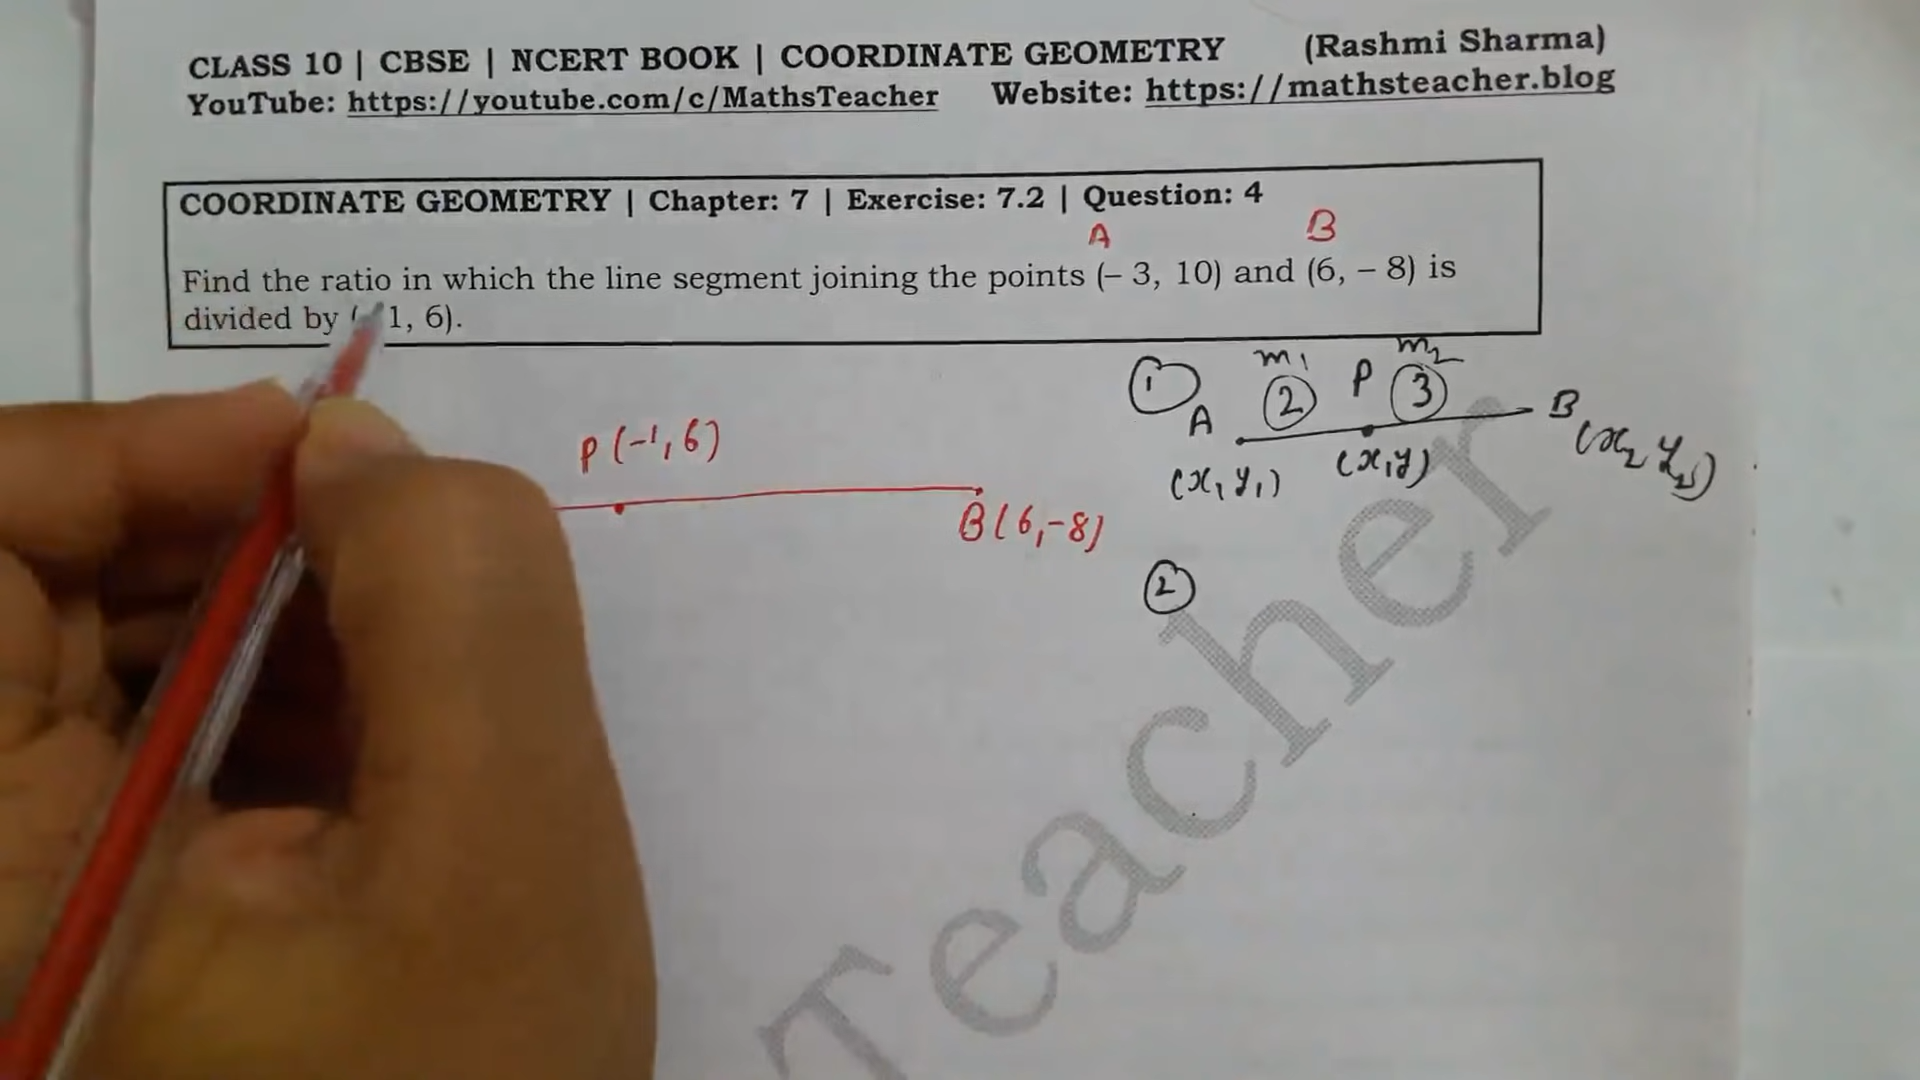 CLASS 10 | CBSE | NCERT BOOK | COORDINATE GEOMETRY (Rashmi Sharma)
YouTube: https://youtube.com/c/MathsTeacher Website: https://mathsteacher.blog
COORDINATE GEOMETRY | Chapter: 7 | Exercise: 7.2 | Question: 4
A B
Find the ratio in which the line segment joining the points (– 3, 10) and (6, – 8) is
divided by ( 1, 6).
m₁ m₂
① ② P ③
A B
(x₁ y₁) (x,y) (x₂ y₂)
P(-1,6)
B(6,-8)
②
Teacher